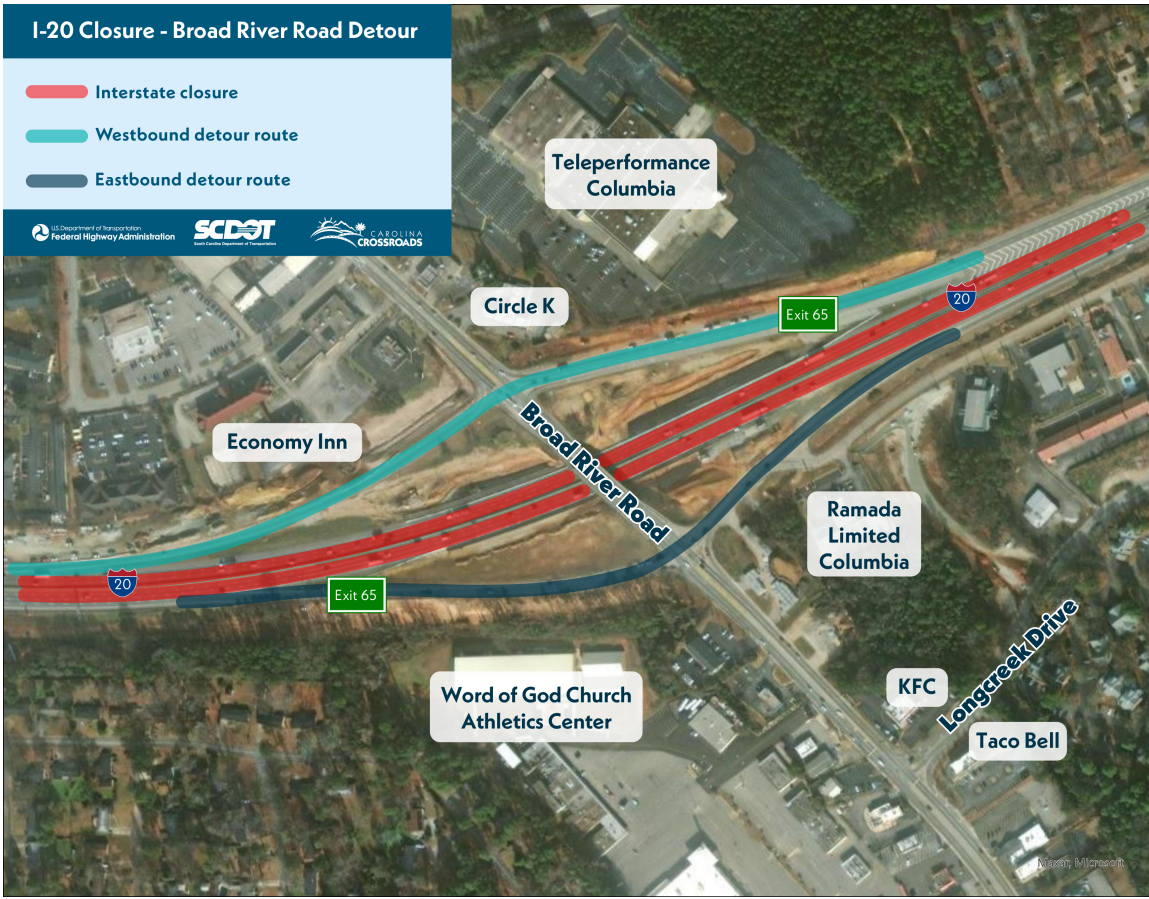 I-20 Closure - Broad River Road Detour
Interstate closure
Westbound detour route
Eastbound detour route
U.S. Department of Transportation
Federal Highway Administration
SCDOT
South Carolina Department of Transportation
CAROLINA
CROSSROADS
Teleperformance
Columbia
Circle K
Exit 65
20
Economy Inn
Broad River Road
Ramada
Limited
Columbia
20
Exit 65
Word of God Church
Athletics Center
KFC
Longcreek Drive
Taco Bell
Maxar, Microsoft